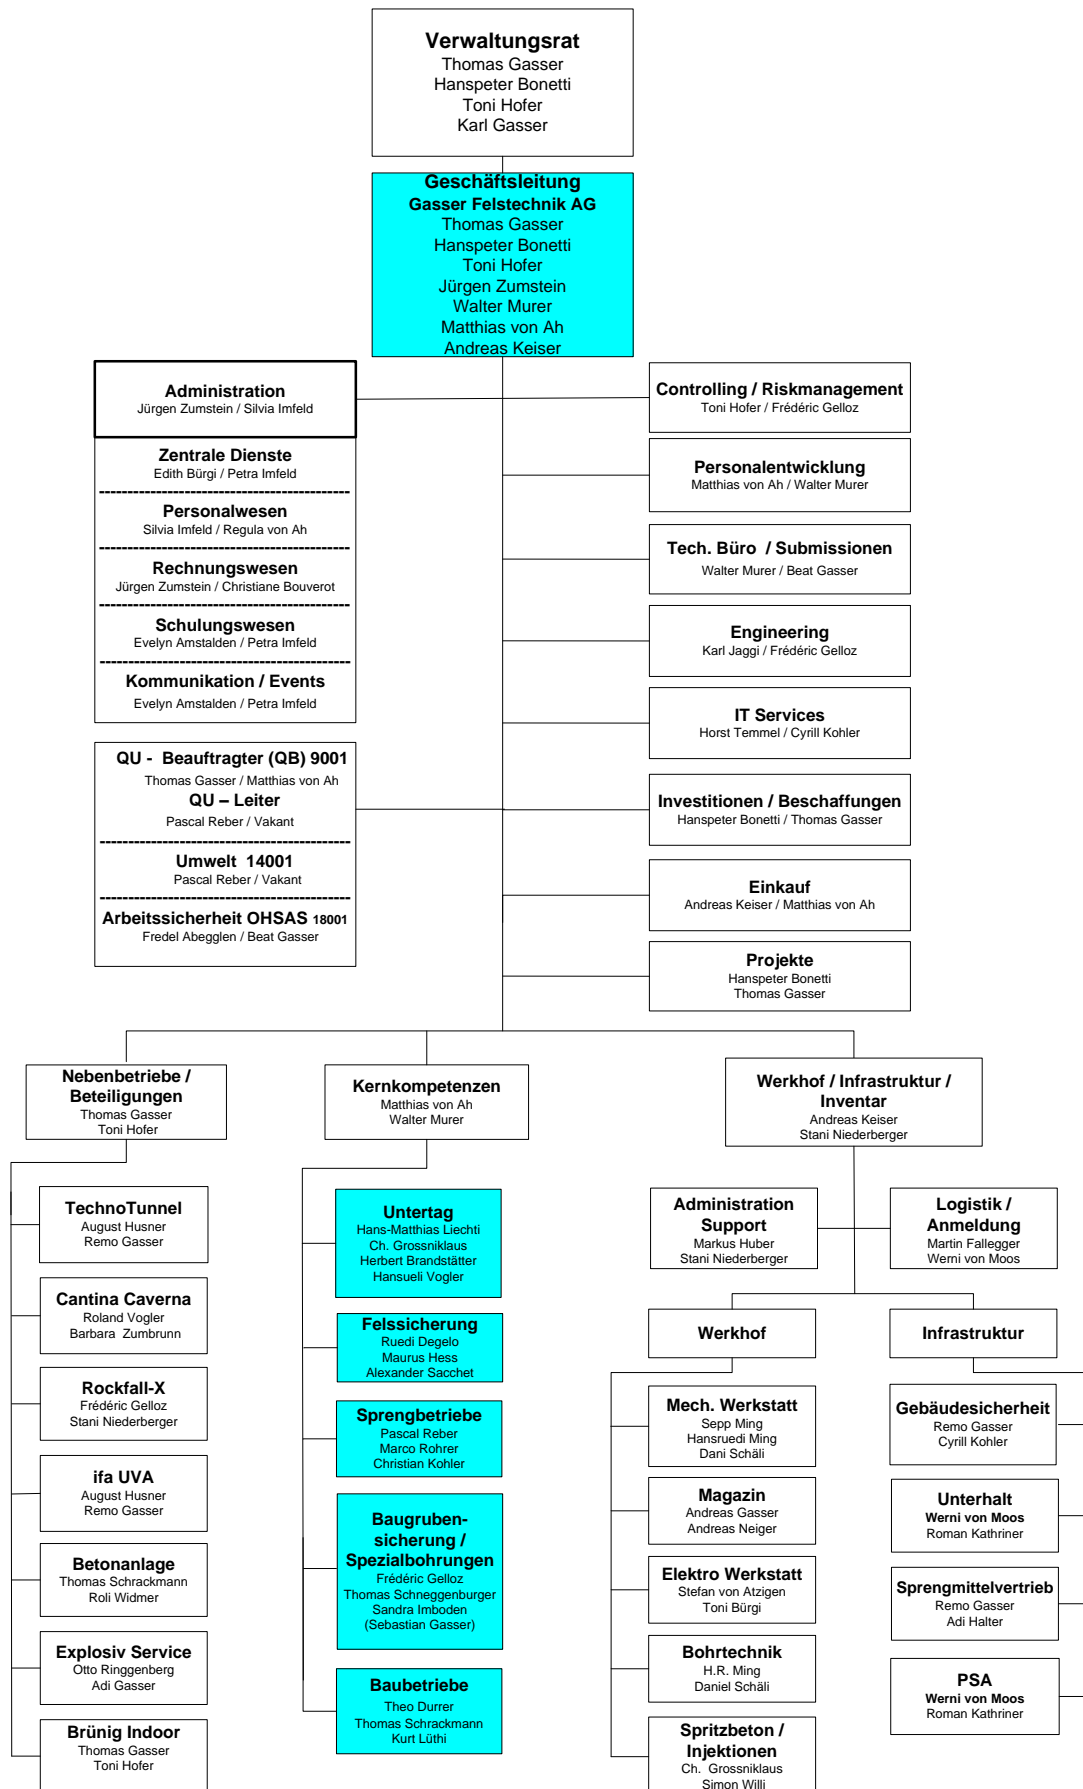 Verwaltungsrat
Thomas Gasser
Hanspeter Bonetti
Toni Hofer
Karl Gasser
Geschäftsleitung
Gasser Felstechnik AG
Thomas Gasser
Hanspeter Bonetti
Toni Hofer
Jürgen Zumstein
Walter Murer
Matthias von Ah
Andreas Keiser
Administration
Jürgen Zumstein / Silvia Imfeld
Zentrale Dienste
Edith Bürgi / Petra Imfeld
Personalwesen
Silvia Imfeld / Regula von Ah
Rechnungswesen
Jürgen Zumstein / Christiane Bouverot
Schulungswesen
Evelyn Amstalden / Petra Imfeld
Kommunikation / Events
Evelyn Amstalden / Petra Imfeld
QU - Beauftragter (QB) 9001
Thomas Gasser / Matthias von Ah
QU – Leiter
Pascal Reber / Vakant
Umwelt 14001
Pascal Reber / Vakant
Arbeitssicherheit OHSAS 18001
Fredel Abegglen / Beat Gasser
Controlling / Riskmanagement
Toni Hofer / Frédéric Gelloz
Personalentwicklung
Matthias von Ah / Walter Murer
Tech. Büro / Submissionen
Walter Murer / Beat Gasser
Engineering
Karl Jaggi / Frédéric Gelloz
IT Services
Horst Temmel / Cyrill Kohler
Investitionen / Beschaffungen
Hanspeter Bonetti / Thomas Gasser
Einkauf
Andreas Keiser / Matthias von Ah
Projekte
Hanspeter Bonetti
Thomas Gasser
Nebenbetriebe /
Beteiligungen
Thomas Gasser
Toni Hofer
TechnoTunnel
August Husner
Remo Gasser
Cantina Caverna
Roland Vogler
Barbara Zumbrunn
Rockfall-X
Frédéric Gelloz
Stani Niederberger
ifa UVA
August Husner
Remo Gasser
Betonanlage
Thomas Schrackmann
Roli Widmer
Explosiv Service
Otto Ringgenberg
Adi Gasser
Brünig Indoor
Thomas Gasser
Toni Hofer
Kernkompetenzen
Matthias von Ah
Walter Murer
Untertag
Hans-Matthias Liechti
Ch. Grossniklaus
Herbert Brandstätter
Hansueli Vogler
Felssicherung
Ruedi Degelo
Maurus Hess
Alexander Sacchet
Sprengbetriebe
Pascal Reber
Marco Rohrer
Christian Kohler
Baugruben-
sicherung /
Spezialbohrungen
Frédéric Gelloz
Thomas Schneggenburger
Sandra Imboden
(Sebastian Gasser)
Baubetriebe
Theo Durrer
Thomas Schrackmann
Kurt Lüthi
Werkhof / Infrastruktur /
Inventar
Andreas Keiser
Stani Niederberger
Administration
Support
Markus Huber
Stani Niederberger
Logistik /
Anmeldung
Martin Fallegger
Werni von Moos
Werkhof
Mech. Werkstatt
Sepp Ming
Hansruedi Ming
Dani Schäli
Magazin
Andreas Gasser
Andreas Neiger
Elektro Werkstatt
Stefan von Atzigen
Toni Bürgi
Bohrtechnik
H.R. Ming
Daniel Schäli
Spritzbeton /
Injektionen
Ch. Grossniklaus
Simon Willi
Infrastruktur
Gebäudesicherheit
Remo Gasser
Cyrill Kohler
Unterhalt
Werni von Moos
Roman Kathriner
Sprengmittelvertrieb
Remo Gasser
Adi Halter
PSA
Werni von Moos
Roman Kathriner